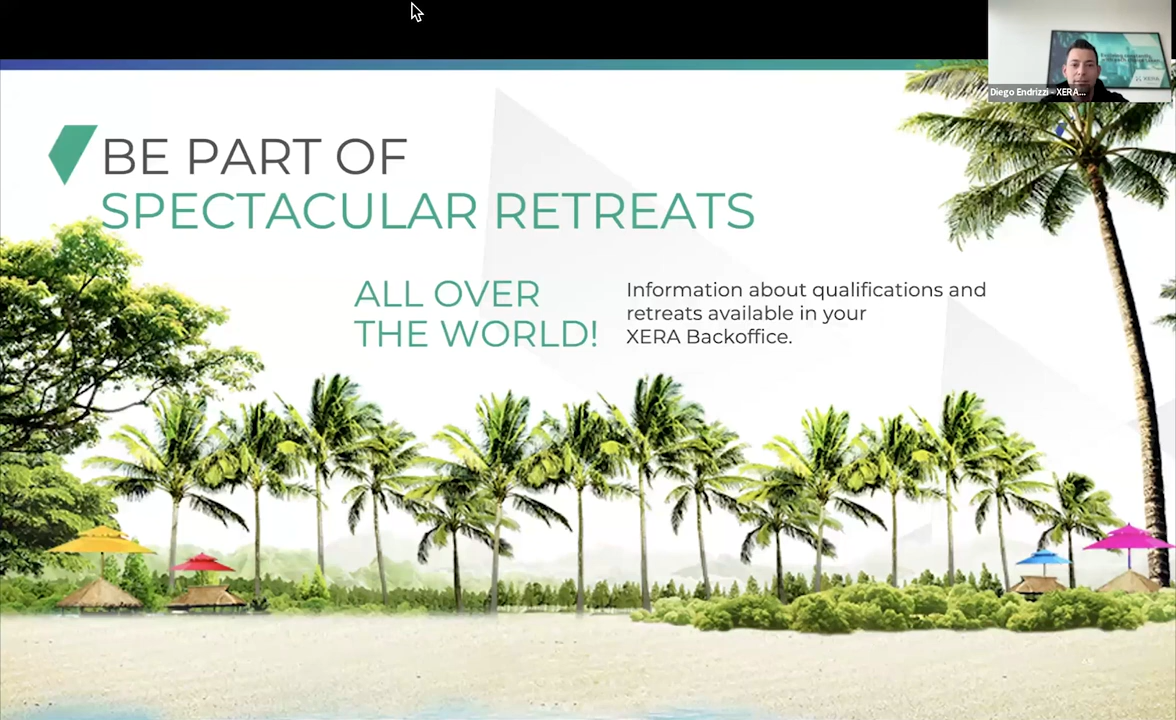 BE PART OF
SPECTACULAR RETREATS
ALL OVER
THE WORLD!
Information about qualifications and
retreats available in your
XERA Backoffice.
Diego Endrizzi - XERA...
XERA